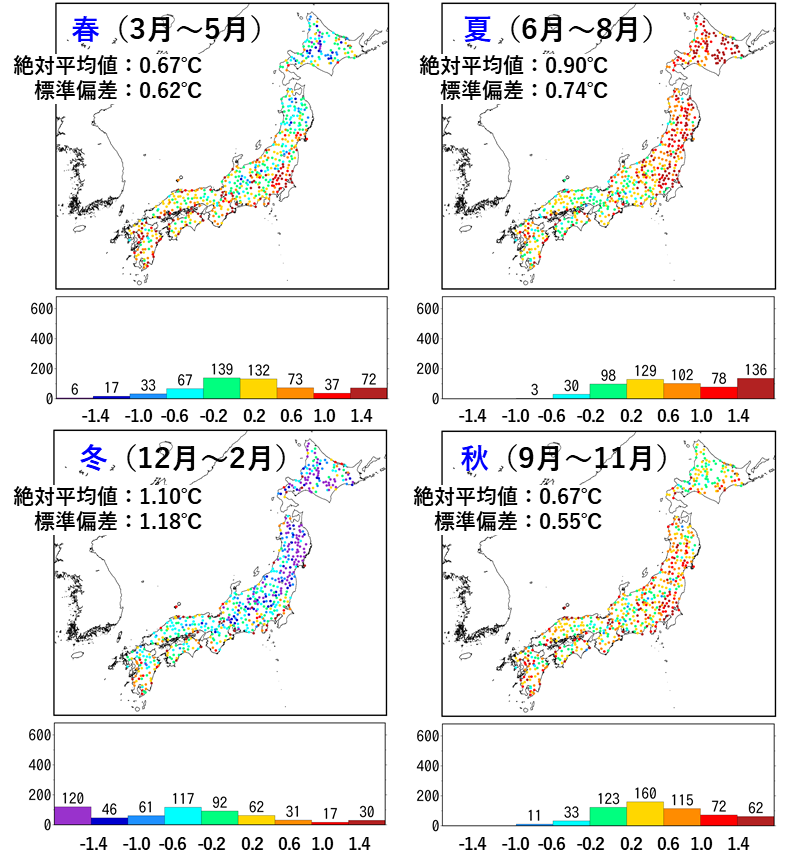 春（3月～5月）
絶対平均値：0.67℃
標準偏差：0.62℃
600
400
200
0
6 17 33 67 139 132 73 37 72
-1.4 -1.0 -0.6 -0.2 0.2 0.6 1.0 1.4
夏（6月～8月）
絶対平均値：0.90℃
標準偏差：0.74℃
600
400
200
0
3 30 98 129 102 78 136
-1.4 -1.0 -0.6 -0.2 0.2 0.6 1.0 1.4
冬（12月～2月）
絶対平均値：1.10℃
標準偏差：1.18℃
600
400
200
0
120 46 61 117 92 62 31 17 30
-1.4 -1.0 -0.6 -0.2 0.2 0.6 1.0 1.4
秋（9月～11月）
絶対平均値：0.67℃
標準偏差：0.55℃
600
400
200
0
11 33 123 160 115 72 62
-1.4 -1.0 -0.6 -0.2 0.2 0.6 1.0 1.4